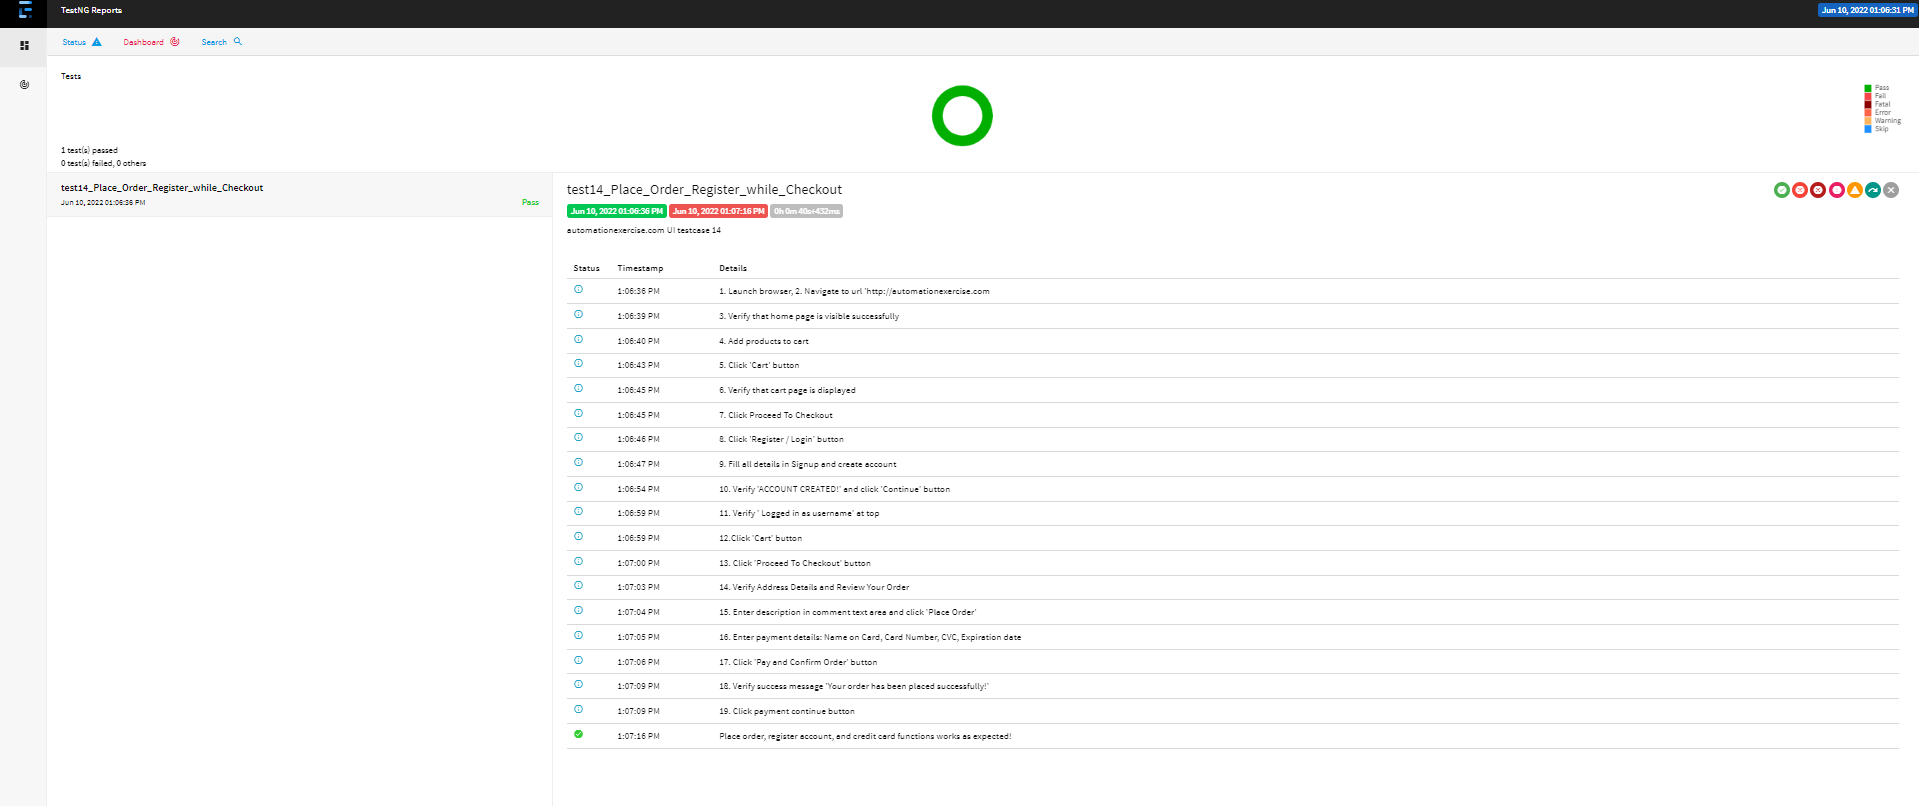 TestNG Reports
Jun 10, 2022 01:06:31 PM
Status
Dashboard
Search
Tests
Pass
Fail
Fatal
Error
Warning
Skip
1 test(s) passed
0 test(s) failed, 0 others
test14_Place_Order_Register_while_Checkout
Jun 10, 2022 01:06:36 PM
Pass
test14_Place_Order_Register_while_Checkout
Jun 10, 2022 01:06:36 PM Jun 10, 2022 01:07:16 PM 0h 0m 40s+432ms
automationexercise.com UI testcase 14
Status Timestamp Details
1:06:36 PM 1. Launch browser, 2. Navigate to url 'http://automationexercise.com
1:06:39 PM 3. Verify that home page is visible successfully
1:06:40 PM 4. Add products to cart
1:06:43 PM 5. Click 'Cart' button
1:06:45 PM 6. Verify that cart page is displayed
1:06:45 PM 7. Click Proceed To Checkout
1:06:46 PM 8. Click 'Register / Login' button
1:06:47 PM 9. Fill all details in Signup and create account
1:06:54 PM 10. Verify 'ACCOUNT CREATED!' and click 'Continue' button
1:06:59 PM 11. Verify ' Logged in as username' at top
1:06:59 PM 12.Click 'Cart' button
1:07:00 PM 13. Click 'Proceed To Checkout' button
1:07:03 PM 14. Verify Address Details and Review Your Order
1:07:04 PM 15. Enter description in comment text area and click 'Place Order'
1:07:05 PM 16. Enter payment details: Name on Card, Card Number, CVC, Expiration date
1:07:06 PM 17. Click 'Pay and Confirm Order' button
1:07:09 PM 18. Verify success message 'Your order has been placed successfully!'
1:07:09 PM 19. Click payment continue button
1:07:16 PM Place order, register account, and credit card functions works as expected!